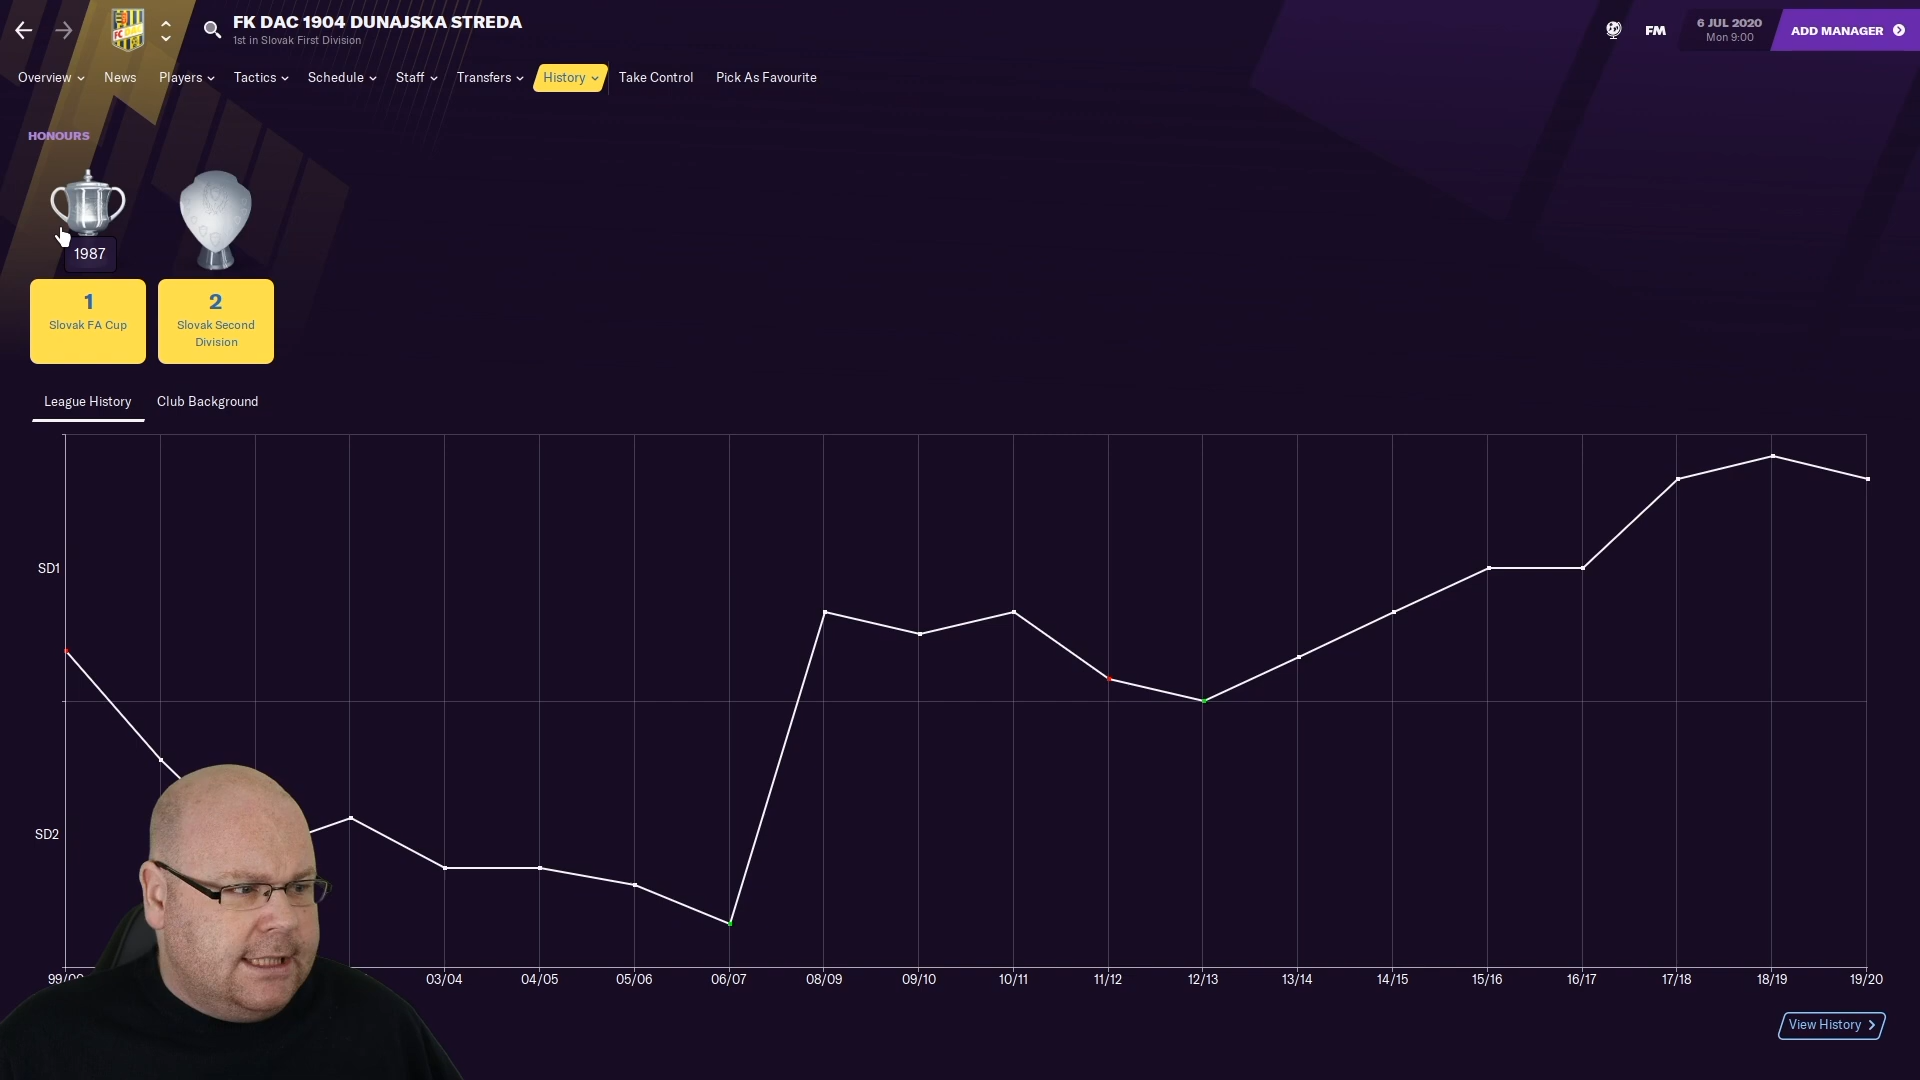 FK DAC 1904 DUNAJSKA STREDA
1st in Slovak First Division
FM
6 JUL 2020
Mon 9:00
ADD MANAGER
Overview
News
Players
Tactics
Schedule
Staff
Transfers
History
Take Control
Pick As Favourite
HONOURS
1987
1
Slovak FA Cup
2
Slovak Second
Division
League History
Club Background
SD1
SD2
03/04
04/05
05/06
06/07
08/09
09/10
10/11
11/12
12/13
13/14
14/15
15/16
16/17
17/18
18/19
19/20
View History